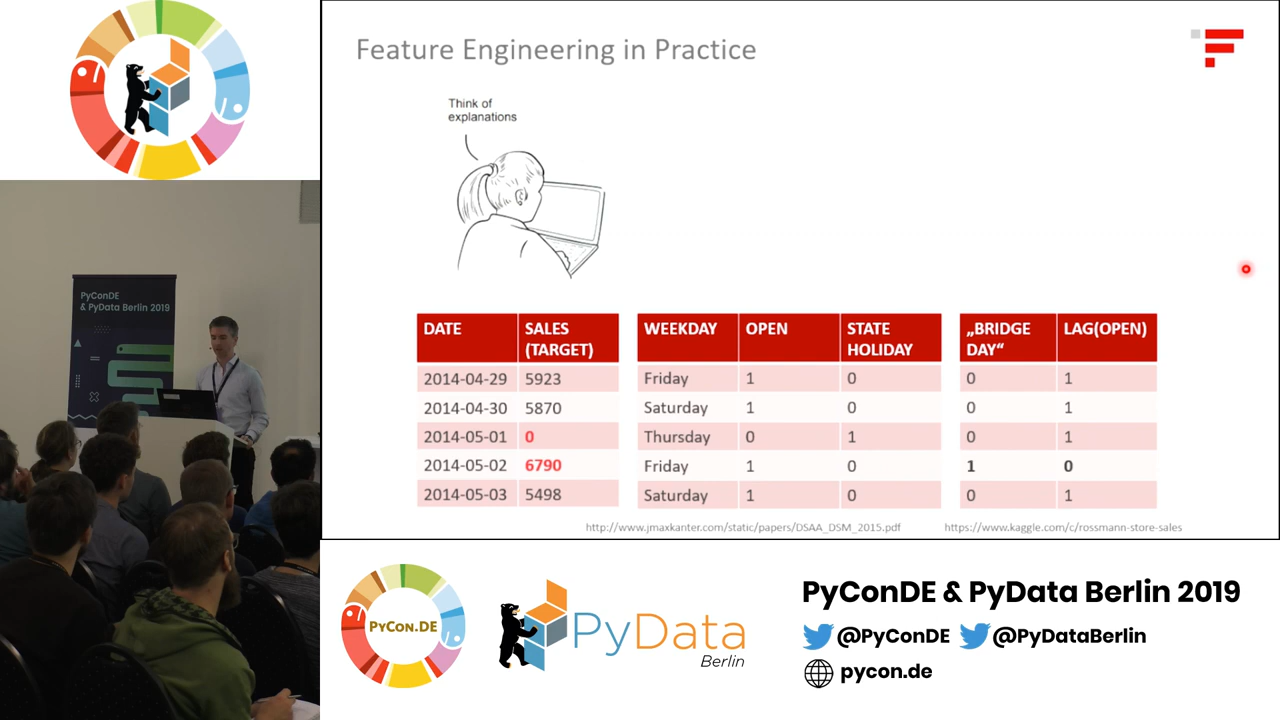 Feature Engineering in Practice
Think of
explanations
DATE SALES (TARGET) WEEKDAY OPEN STATE HOLIDAY „BRIDGE DAY“ LAG(OPEN)
2014-04-29 5923 Friday 1 0 0 1
2014-04-30 5870 Saturday 1 0 0 1
2014-05-01 0 Thursday 0 1 0 1
2014-05-02 6790 Friday 1 0 1 0
2014-05-03 5498 Saturday 1 0 0 1
http://www.jmaxkanter.com/static/papers/DSAA_DSM_2015.pdf https://www.kaggle.com/c/rossmann-store-sales
PyConDE
& PyData Berlin 2019
PYCON.DE
PyData
Berlin
PyConDE & PyData Berlin 2019
@PyConDE @PyDataBerlin
pycon.de